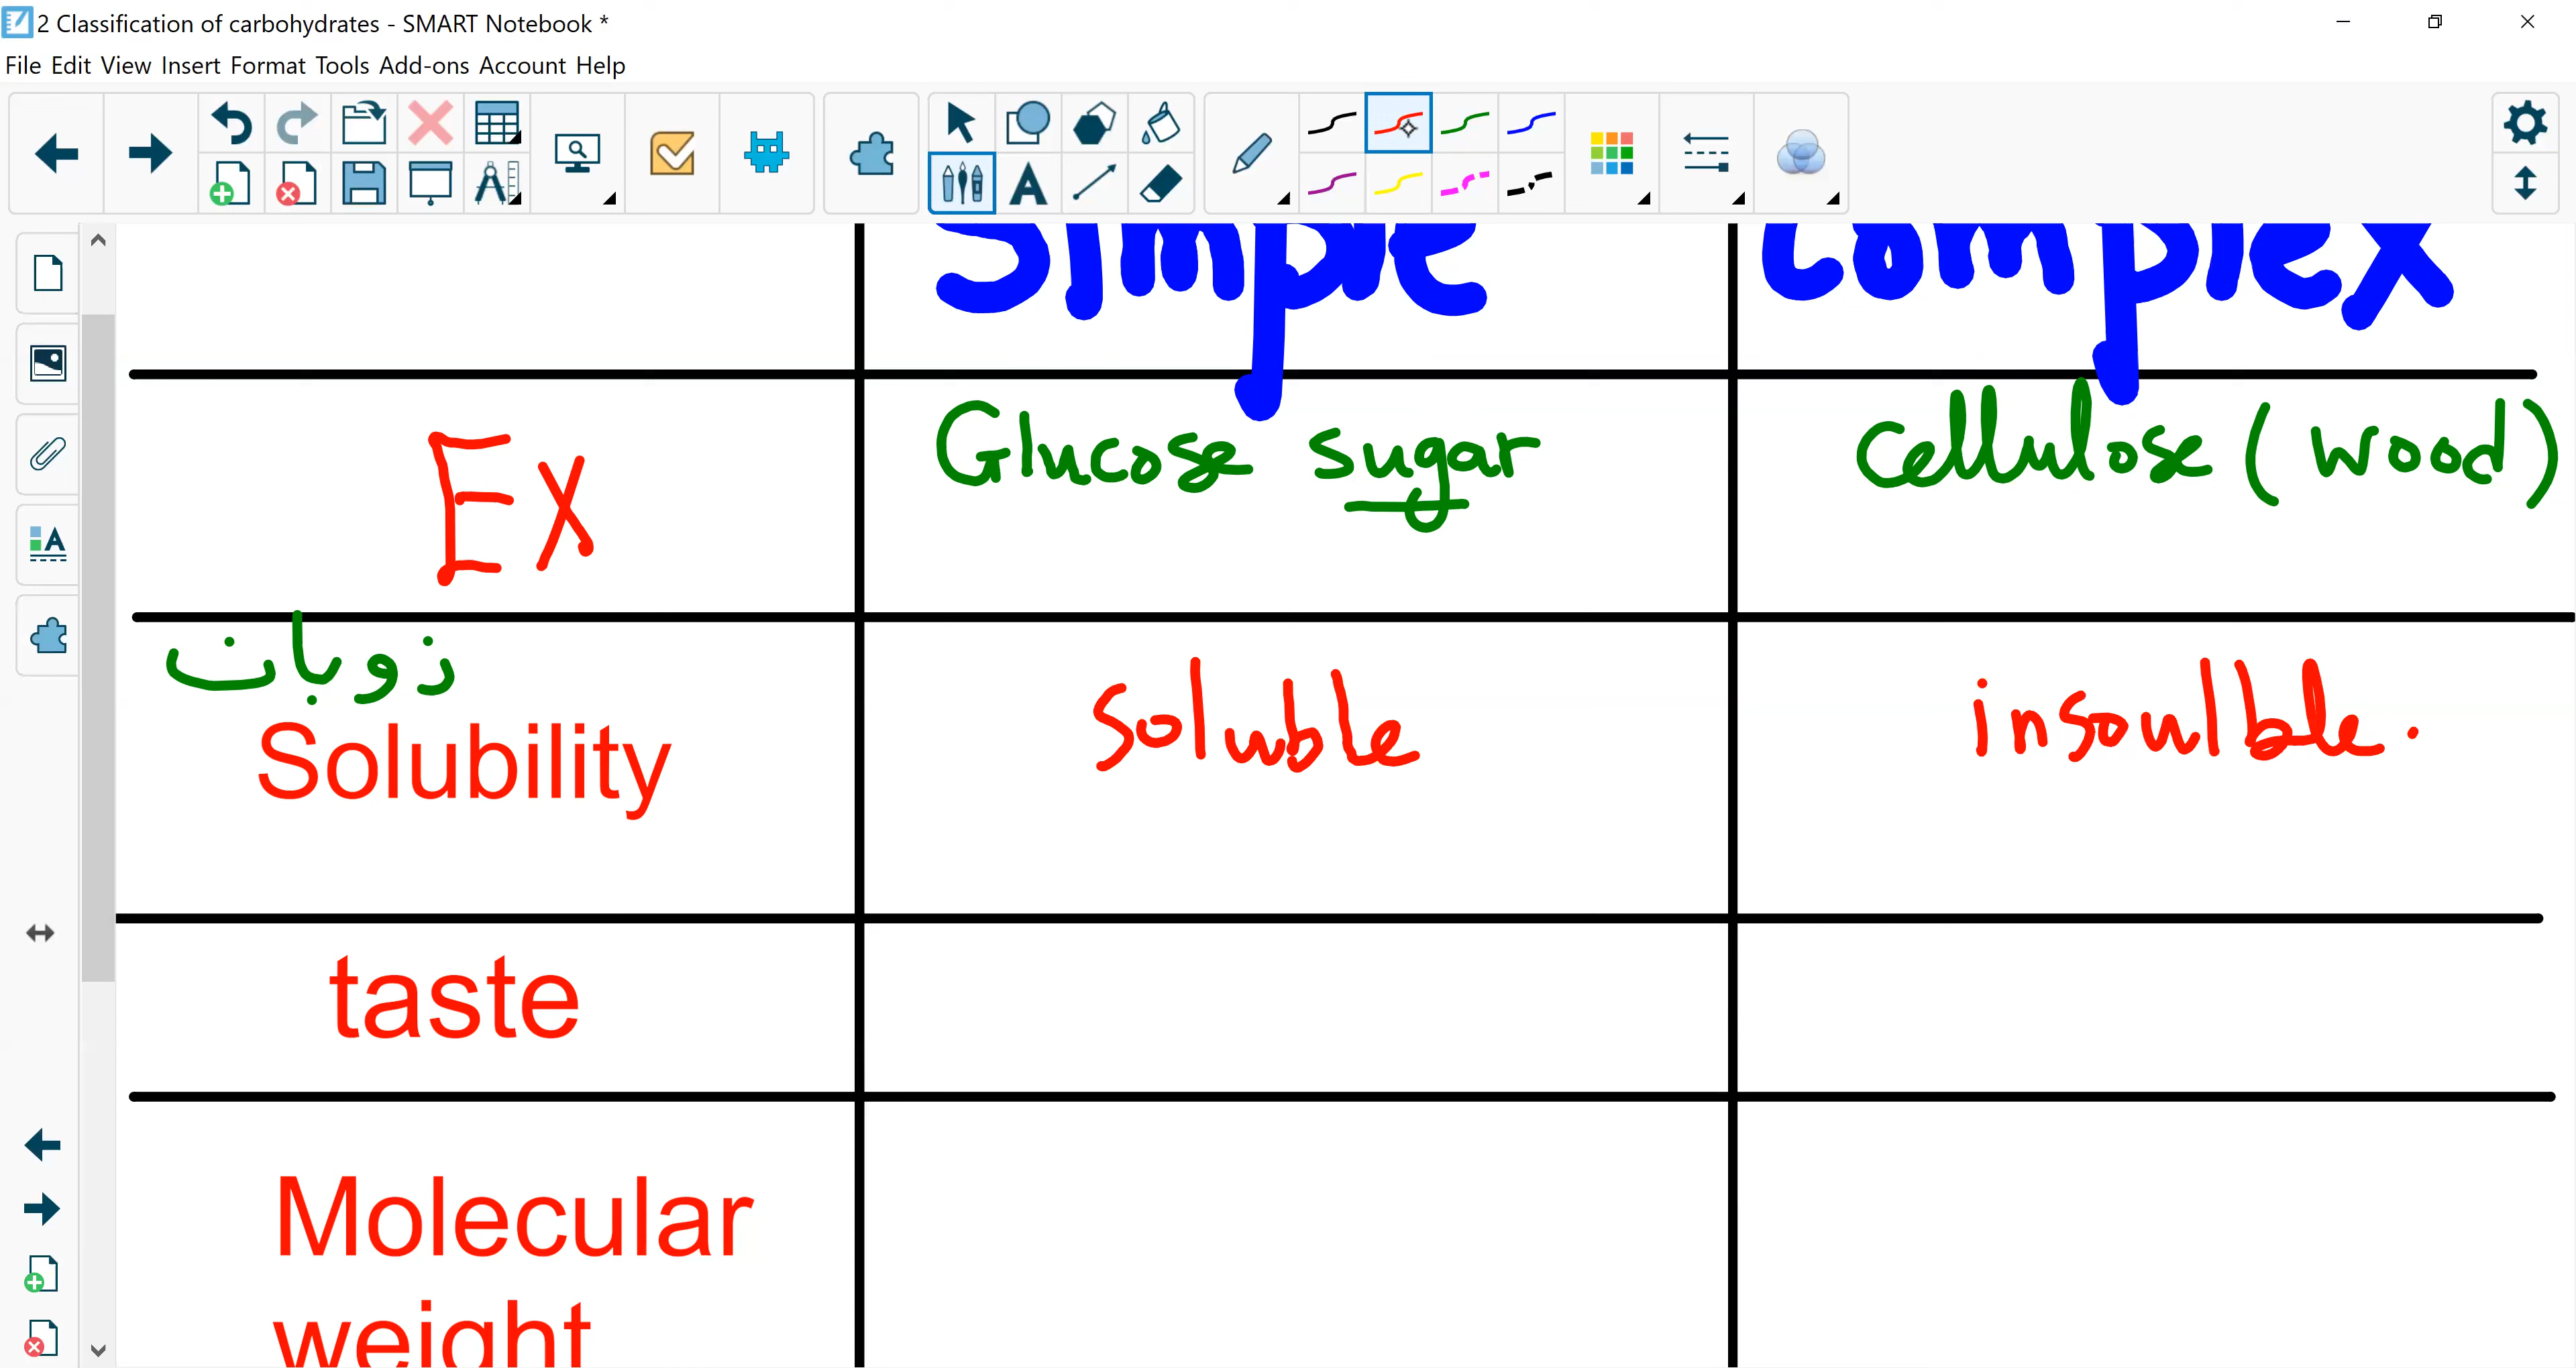 2 Classification of carbohydrates - SMART Notebook *
File Edit View Insert Format Tools Add-ons Account Help
Simple complex
Ex Glucose sugar cellulose (wood)
ذوبان
Solubility soluble insoulble.
taste
Molecular
weight